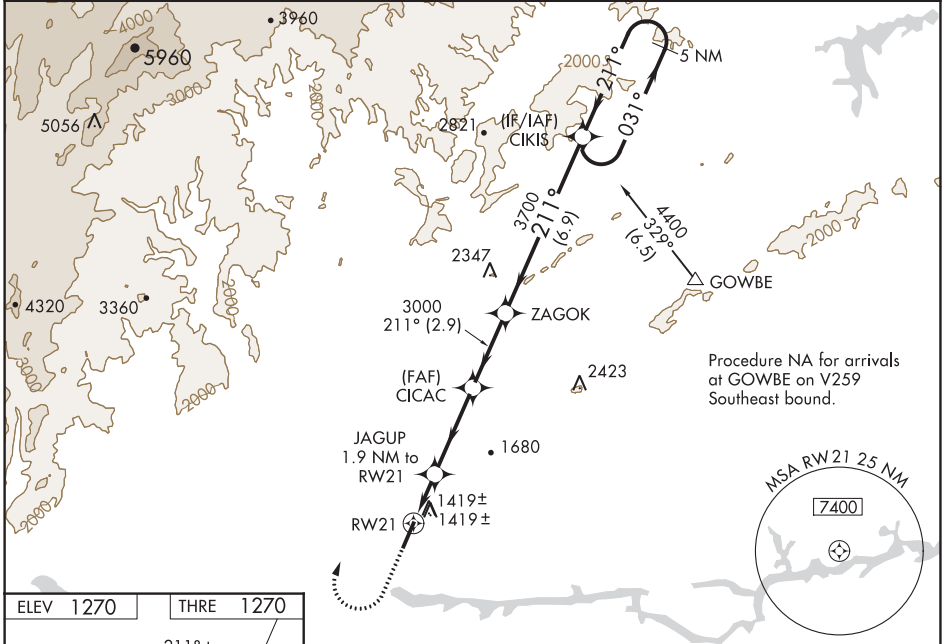 3960
4000
5960
3000
2000
5056
2821
(IF/IAF)
CIKIS
2000
211°
031°
5 NM
3700
211°
(6.9)
4400
329°
(6.5)
2000
GOWBE
2347
4320
3360
2000
3000
2000
3000
211° (2.9)
ZAGOK
(FAF)
CICAC
2423
Procedure NA for arrivals
at GOWBE on V259
Southeast bound.
JAGUP
1.9 NM to
RW21
1680
2000
1419±
1419±
RW21
MSA RW 21 25 NM
7400
ELEV 1270
THRE 1270